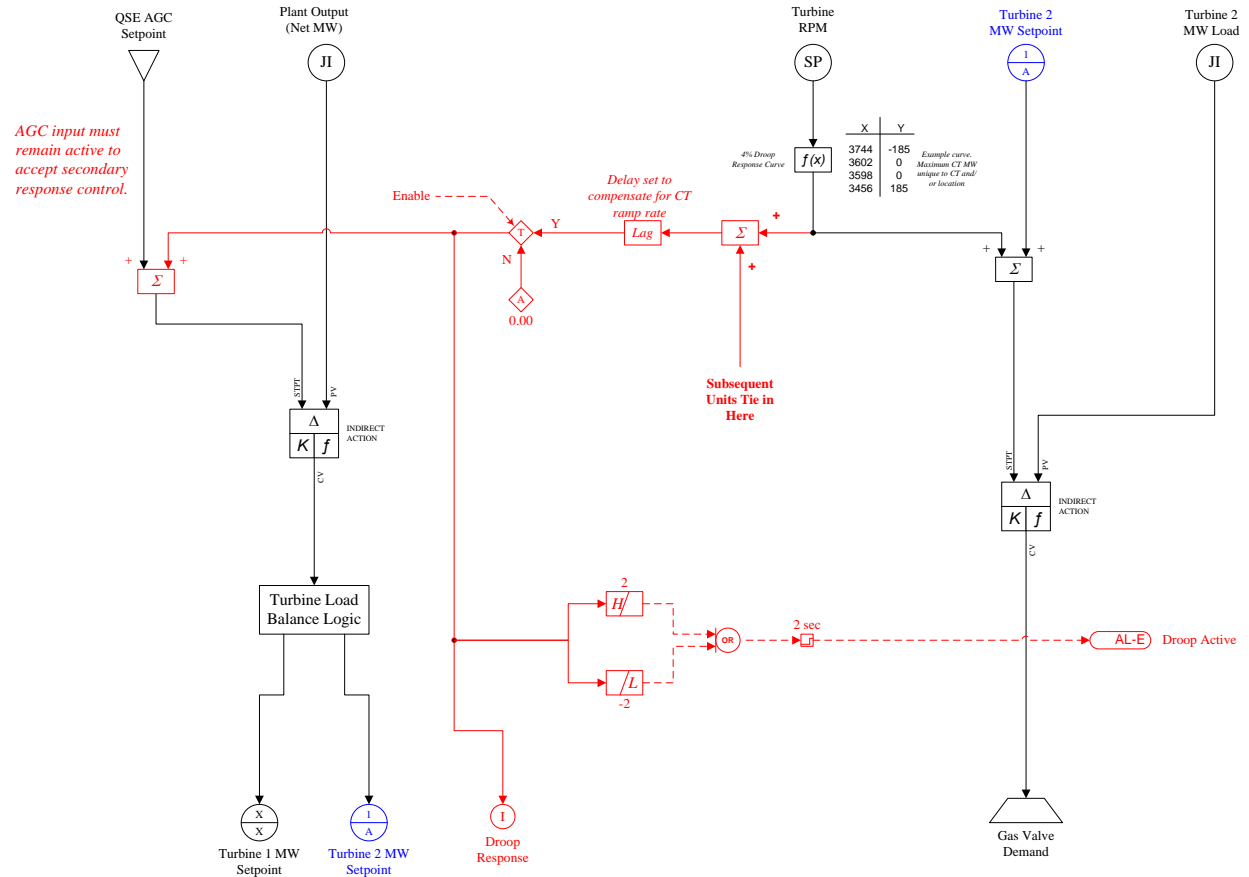 QSE AGC
Setpoint
Plant Output
(Net MW)
Turbine
RPM
Turbine 2
MW Setpoint
Turbine 2
MW Load
JI
SP
1
A
JI
AGC input must
remain active to
accept secondary
response control.
4% Droop
Response Curve
f(x)
X Y
3744 -185
3602 0
3598 0
3456 185
Example curve.
Maximum CT MW
unique to CT and/
or location
Enable
Delay set to
compensate for CT
ramp rate
Y
T
N
Lag
Σ
+
+
A
0.00
+ +
Σ
+ +
Σ
Subsequent
Units Tie in
Here
STPT
PV
Δ
K f
INDIRECT
ACTION
CV
STPT
PV
Δ
K f
INDIRECT
ACTION
CV
Turbine Load
Balance Logic
2
H/
/L
-2
OR
2 sec
AL-E
Droop Active
X
X
Turbine 1 MW
Setpoint
1
A
Turbine 2 MW
Setpoint
I
Droop
Response
Gas Valve
Demand